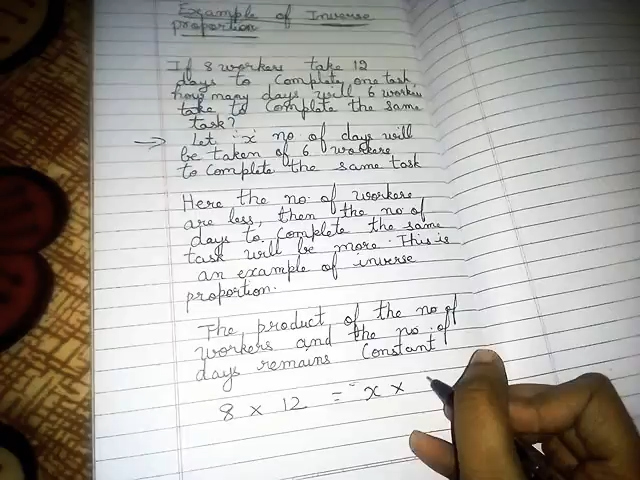 Example of Inverse
proportion
If 8 workers take 12
days to complete one task
how many days will 6 workin
take to complete the same
task?
→ Let 'x' no of days will
be taken of 6 workers
to complete the same task
Here the no of workers
are less, then the no of
days to complete the same
task will be more. This is
an example of inverse
proportion.
The product of the no of
workers and the no. of
days remains constant
8 × 12 = x ×